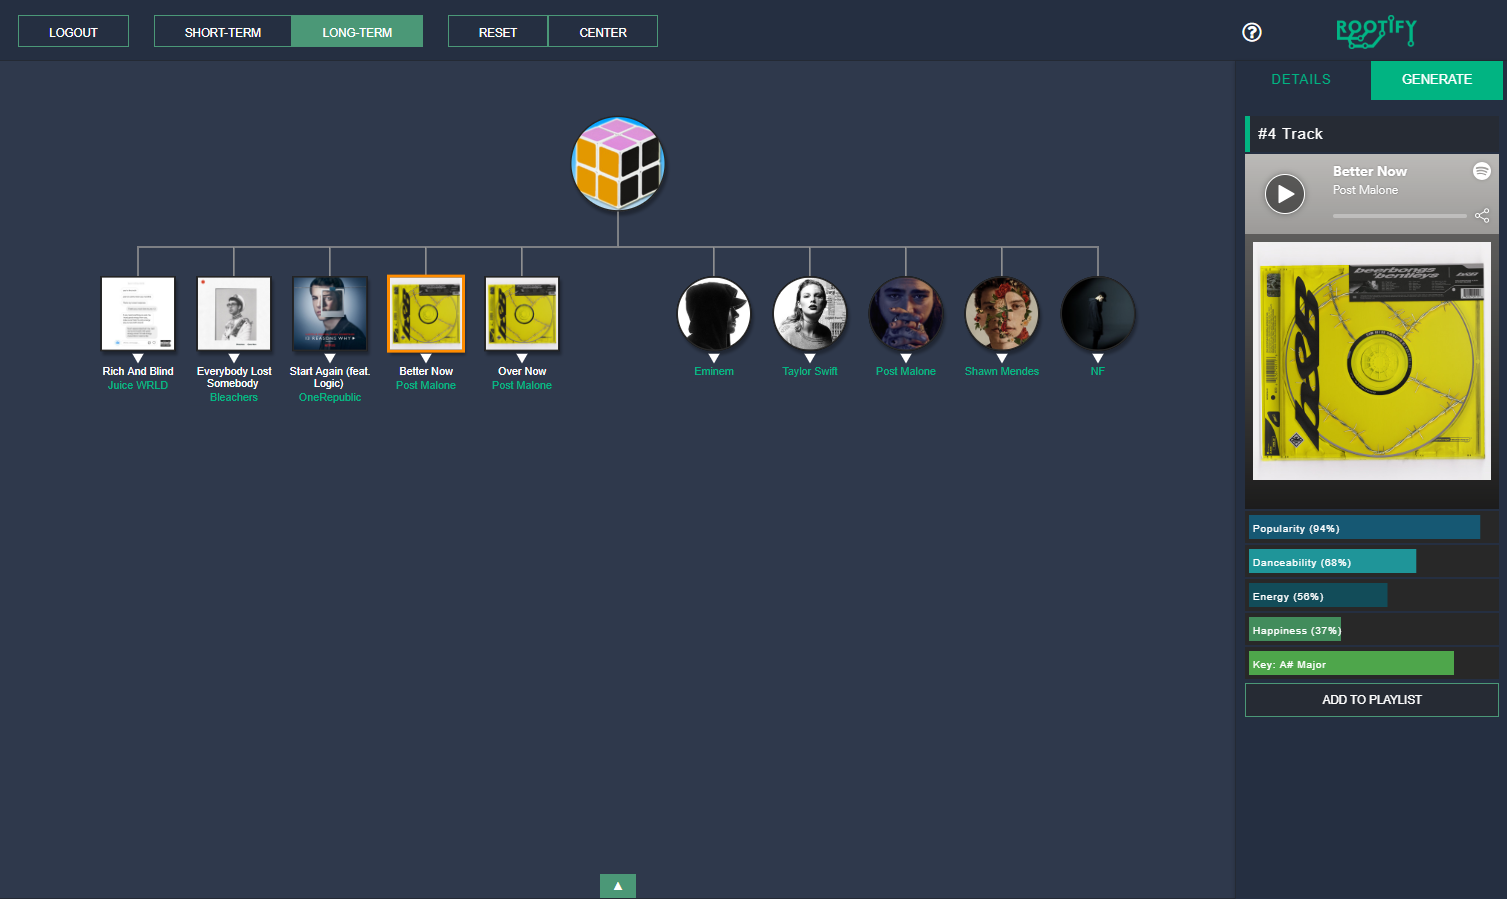 LOGOUT
SHORT-TERM
LONG-TERM
RESET
CENTER
ROOTIFY
DETAILS
GENERATE
#4 Track
Better Now
Post Malone
beerbongs
bentleys
Rich And Blind
Juice WRLD
Everybody Lost
Somebody
Bleachers
13 REASONS WHY
Start Again (feat.
Logic)
OneRepublic
Better Now
Post Malone
Over Now
Post Malone
Eminem
Taylor Swift
Post Malone
Shawn Mendes
NF
Popularity (94%)
Danceability (68%)
Energy (56%)
Happiness (37%)
Key: A# Major
ADD TO PLAYLIST